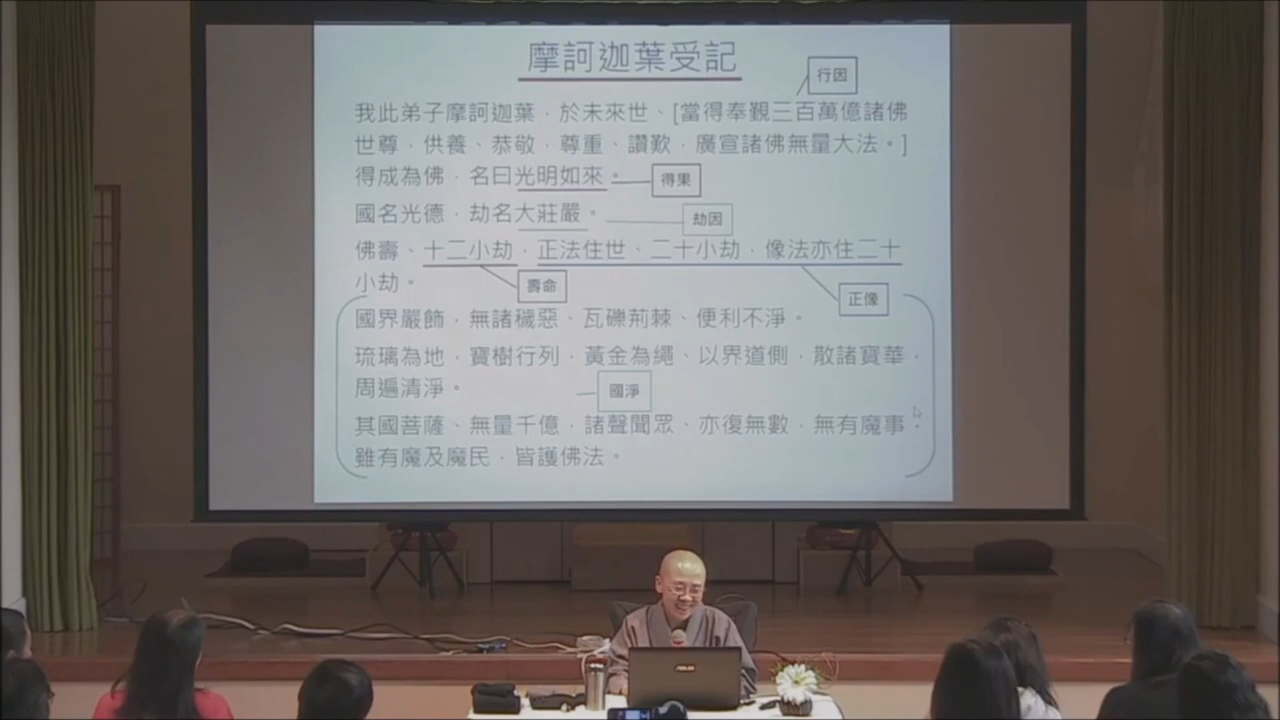 摩訶迦葉受記
行因
我此弟子摩訶迦葉，於未來世、[當得奉覲三百萬億諸佛
世尊，供養、恭敬，尊重、讚歎，廣宣諸佛無量大法。]
得成為佛，名曰光明如來。
得果
國名光德，劫名大莊嚴。
劫因
佛壽、十二小劫，正法住世、二十小劫，像法亦住二十
小劫。
壽命
正像
國界嚴飾，無諸穢惡、瓦礫荊棘、便利不淨。
琉璃為地，寶樹行列，黃金為繩、以界道側，散諸寶華，
周遍清淨。
國淨
其國菩薩、無量千億，諸聲聞眾、亦復無數，無有魔事，
雖有魔及魔民，皆護佛法。
ASUS